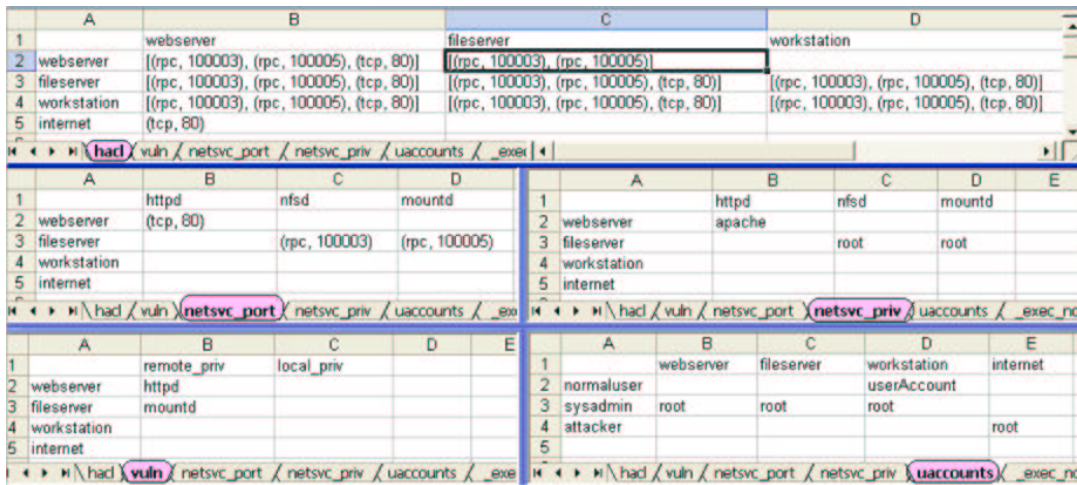 A B C D
1 webserver fileserver workstation
2 webserver [(rpc, 100003), (rpc, 100005), (tcp, 80)] [(rpc, 100003), (rpc, 100005)]
3 fileserver [(rpc, 100003), (rpc, 100005), (tcp, 80)] [(rpc, 100003), (rpc, 100005), (tcp, 80)] [(rpc, 100003), (rpc, 100005), (tcp, 80)]
4 workstation [(rpc, 100003), (rpc, 100005), (tcp, 80)] [(rpc, 100003), (rpc, 100005), (tcp, 80)] [(rpc, 100003), (rpc, 100005), (tcp, 80)]
5 internet (tcp, 80)
hacl / vuln / netsvc_port / netsvc_priv / uaccounts / _exec
A B C D
1 httpd nfsd mountd
2 webserver (tcp, 80)
3 fileserver (rpc, 100003) (rpc, 100005)
4 workstation
5 internet
hacl / vuln / netsvc_port / netsvc_priv / uaccounts / _exe
A B C D E
1 httpd nfsd mountd
2 webserver apache
3 fileserver root root
4 workstation
5 internet
hacl / vuln / netsvc_port / netsvc_priv / uaccounts / _exec_no
A B C D E
1 remote_priv local_priv
2 webserver httpd
3 fileserver mountd
4 workstation
5 internet
hacl / vuln / netsvc_port / netsvc_priv / uaccounts / _exe
A B C D E
1 webserver fileserver workstation internet
2 normaluser userAccount
3 sysadmin root root root
4 attacker root
5
hacl / vuln / netsvc_port / netsvc_priv / uaccounts / _exec_no